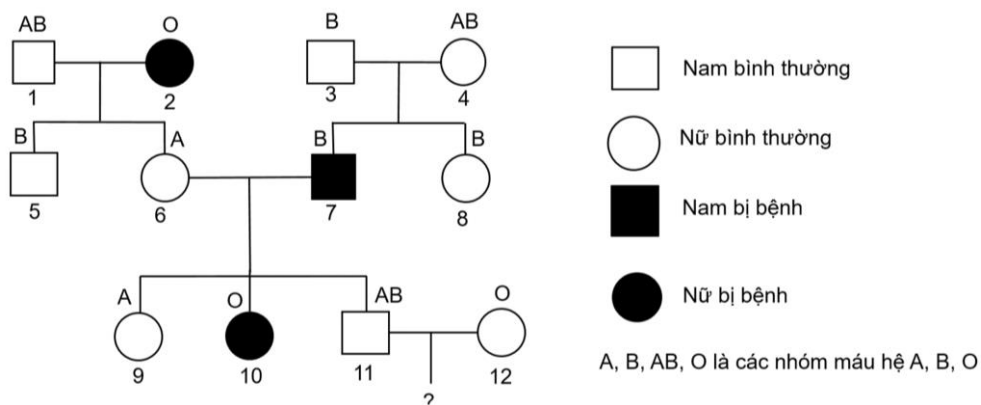 AB O B AB
1 2 3 4
Nam bình thường
B A B B
Nữ bình thường
5 6 7 8
Nam bị bệnh
A O AB O
Nữ bị bệnh
9 10 11 12
?
A, B, AB, O là các nhóm máu hệ A, B, O